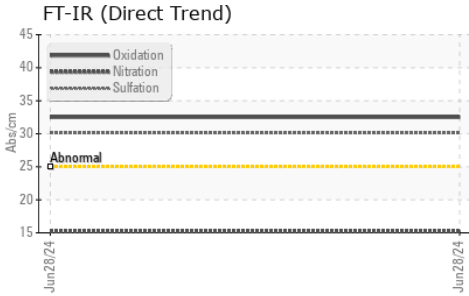 FT-IR (Direct Trend)
45
Oxidation
Nitration
Sulfation
40
35
30
Abnormal
25
20
15
Abs/cm
Jun28/24
Jun28/24